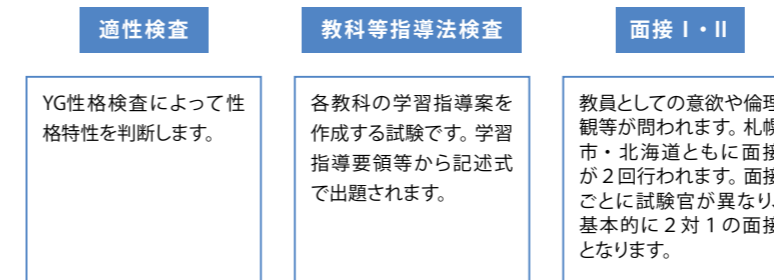 適性検査
教科等指導法検査
面接Ⅰ・Ⅱ
YG性格検査によって性
格特性を判断します。
各教科の学習指導案を
作成する試験です。学習
指導要領等から記述式
で出題されます。
教員としての意欲や倫理
観等が問われます。札幌
市・北海道ともに面接
が２回行われます。面接
ごとに試験官が異なり、
基本的に２対１の面接
となります。